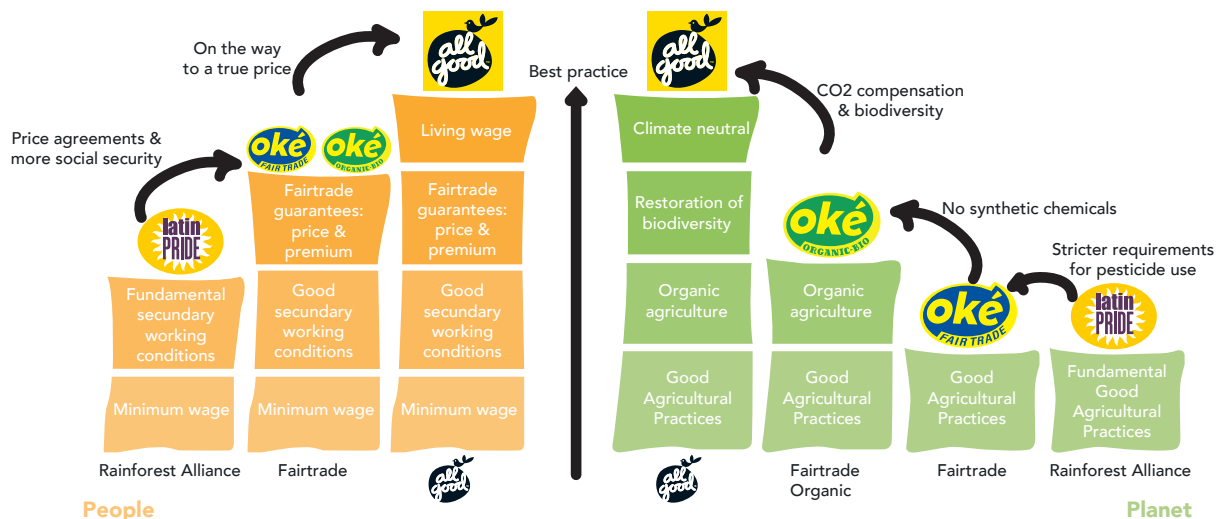 On the way
to a true price
all
good
Best practice
all
good
CO2 compensation
& biodiversity
Price agreements &
more social security
oké
FAIR TRADE
oké
ORGANIC•BIO
Living wage
Climate neutral
latin
PRIDE
Fairtrade
guarantees:
price &
premium
Fairtrade
guarantees:
price &
premium
Restoration of
biodiversity
oké
ORGANIC•BIO
No synthetic chemicals
Stricter requirements
for pesticide use
Fundamental
secundary
working
conditions
Good
secundary
working
conditions
Good
secundary
working
conditions
Organic
agriculture
Organic
agriculture
oké
FAIR TRADE
latin
PRIDE
Minimum wage
Minimum wage
Minimum wage
Good
Agricultural
Practices
Good
Agricultural
Practices
Good
Agricultural
Practices
Fundamental
Good
Agricultural
Practices
Rainforest Alliance
Fairtrade
all
good
all
good
Fairtrade
Organic
Fairtrade
Rainforest Alliance
People
Planet